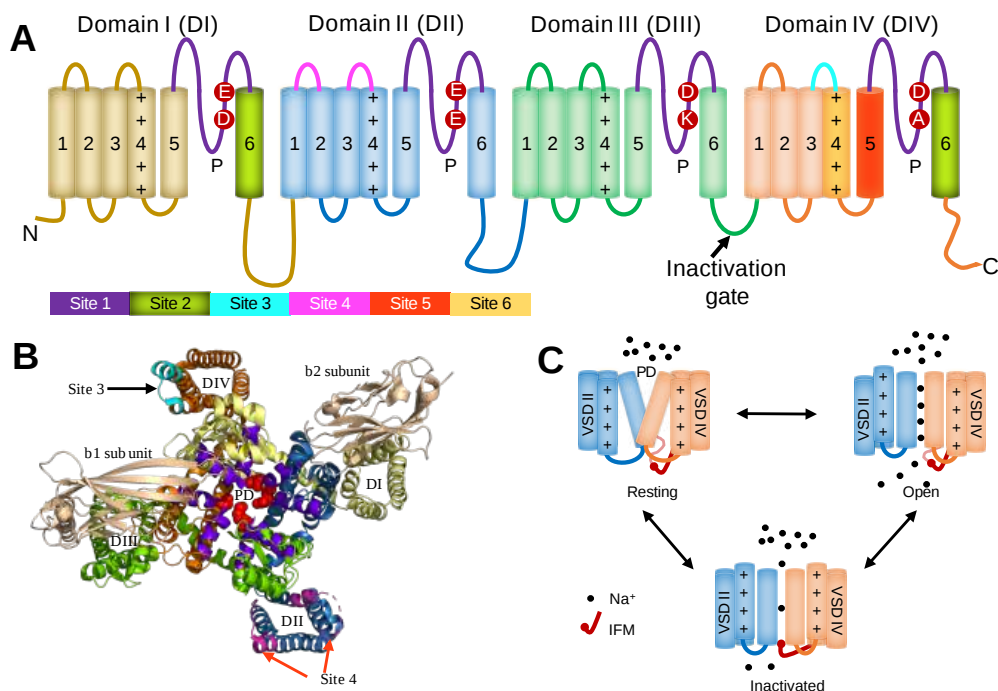 A
Domain I (DI)
Domain II (DII)
Domain III (DIII)
Domain IV (DIV)
E
D
E
E
D
K
D
A
1 2 3 + + 4 + + 5 P 6
1 2 3 + + 4 + + 5 P 6
1 2 3 + + 4 + + 5 P 6
1 2 3 + + 4 + + 5 P 6
N
C
Inactivation
gate
Site 1 Site 2 Site 3 Site 4 Site 5 Site 6
B
Site 3
DIV
b2 subunit
b1 subunit
PD
DI
DIII
DII
Site 4
C
PD
VSD II
+ + + +
+ + + +
VSD IV
Resting
VSD II
+ + + +
+ + + +
VSD IV
Open
VSD II
+ + + +
+ + + +
VSD IV
Inactivated
Na⁺
IFM